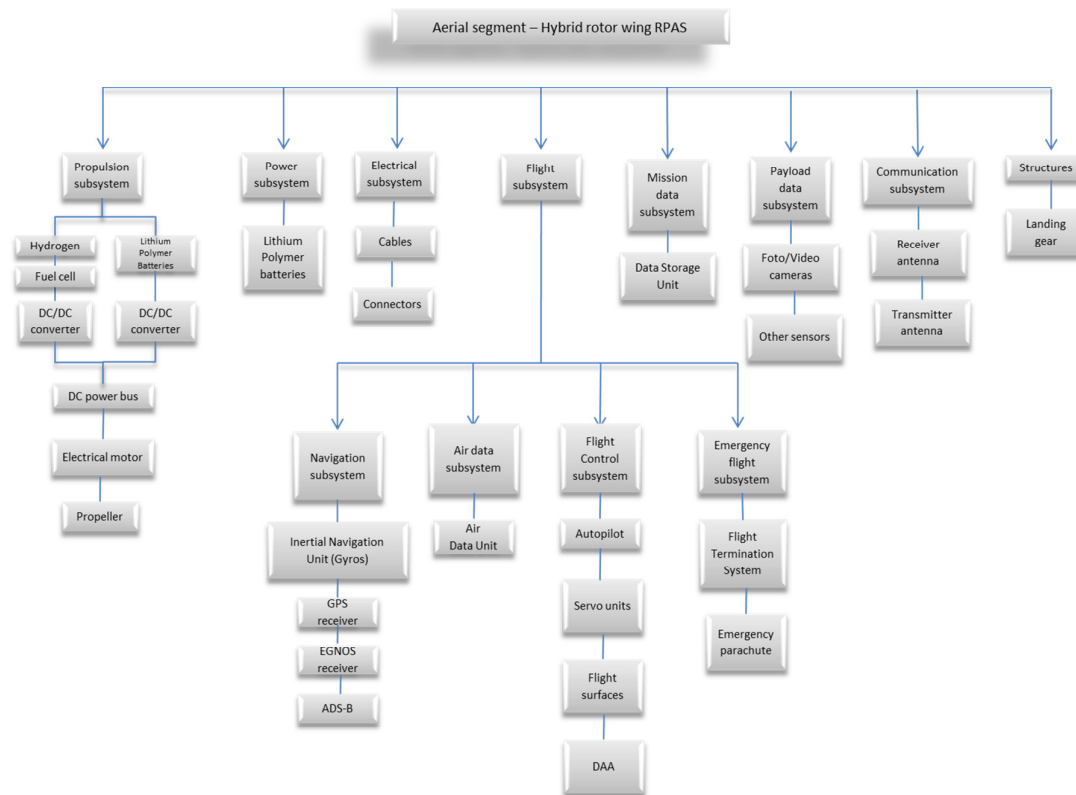 Aerial segment – Hybrid rotor wing RPAS
Propulsion
subsystem
Hydrogen
Fuel cell
DC/DC
converter
Lithium
Polymer
Batteries
DC/DC
converter
DC power bus
Electrical motor
Propeller
Power
subsystem
Lithium
Polymer
batteries
Electrical
subsystem
Cables
Connectors
Flight
subsystem
Navigation
subsystem
Inertial Navigation
Unit (Gyros)
GPS
receiver
EGNOS
receiver
ADS-B
Air data
subsystem
Air
Data Unit
Flight
Control
subsystem
Autopilot
Servo units
Flight
surfaces
DAA
Emergency
flight
subsystem
Flight
Termination
System
Emergency
parachute
Mission
data
subsystem
Data Storage
Unit
Payload
data
subsystem
Foto/Video
cameras
Other sensors
Communication
subsystem
Receiver
antenna
Transmitter
antenna
Structures
Landing
gear